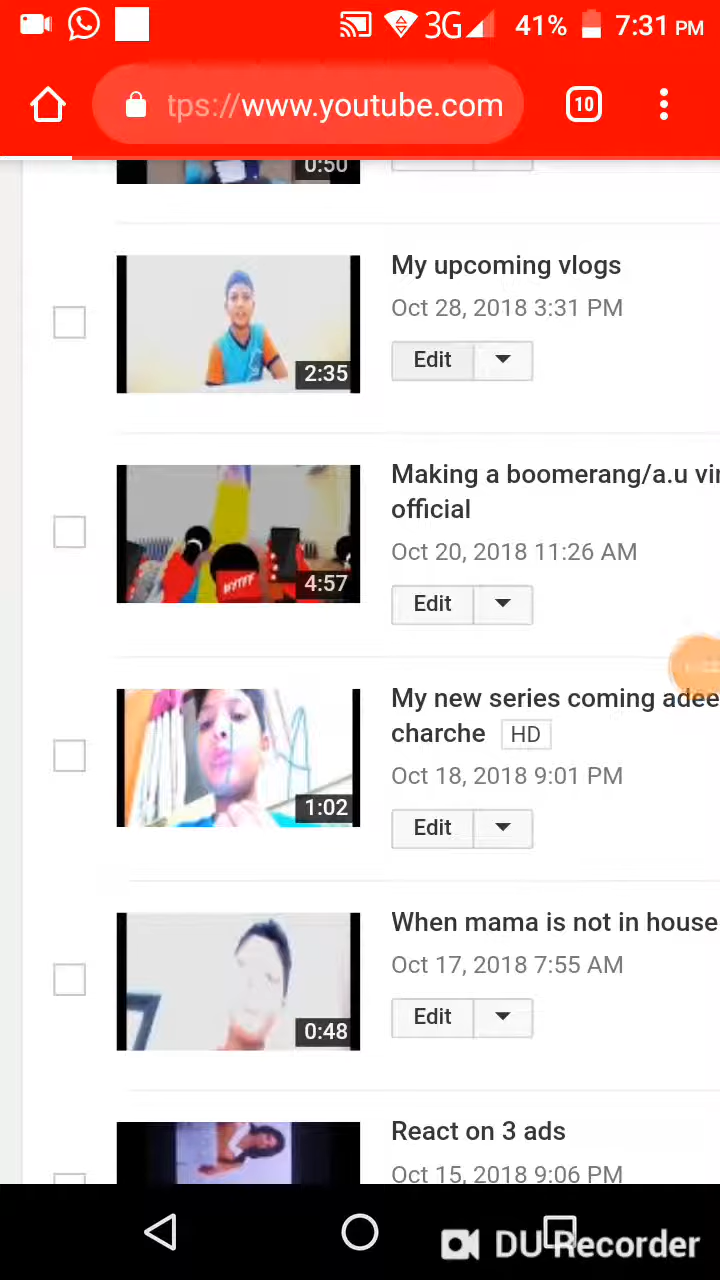 3G 41% 7:31 PM
tps://www.youtube.com 10
0:50
My upcoming vlogs
Oct 28, 2018 3:31 PM
Edit
2:35
Making a boomerang/a.u vin
official
Oct 20, 2018 11:26 AM
Edit
4:57
My new series coming adee
charche HD
Oct 18, 2018 9:01 PM
Edit
1:02
When mama is not in house
Oct 17, 2018 7:55 AM
Edit
0:48
React on 3 ads
Oct 15, 2018 9:06 PM
DU Recorder